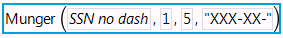 Munger (SSN no dash, 1, 5, "XXX-XX-")